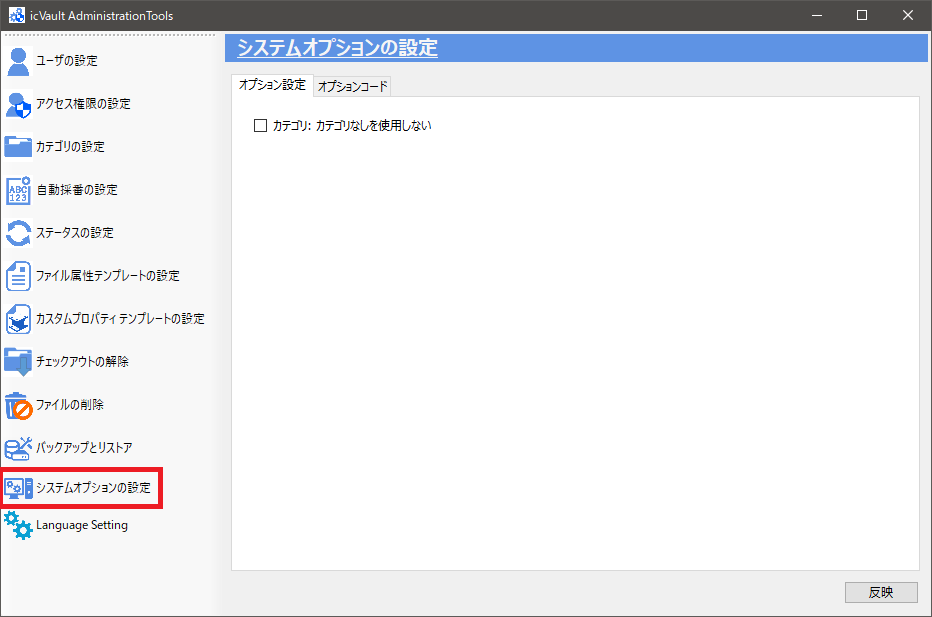 icVault AdministrationTools
ユーザの設定
アクセス権限の設定
カテゴリの設定
ABC
123
自動採番の設定
ステータスの設定
ファイル属性テンプレートの設定
カスタムプロパティテンプレートの設定
チェックアウトの解除
ファイルの削除
バックアップとリストア
システムオプションの設定
Language Setting
システムオプションの設定
オプション設定
オプションコード
カテゴリ: カテゴリなしを使用しない
反映